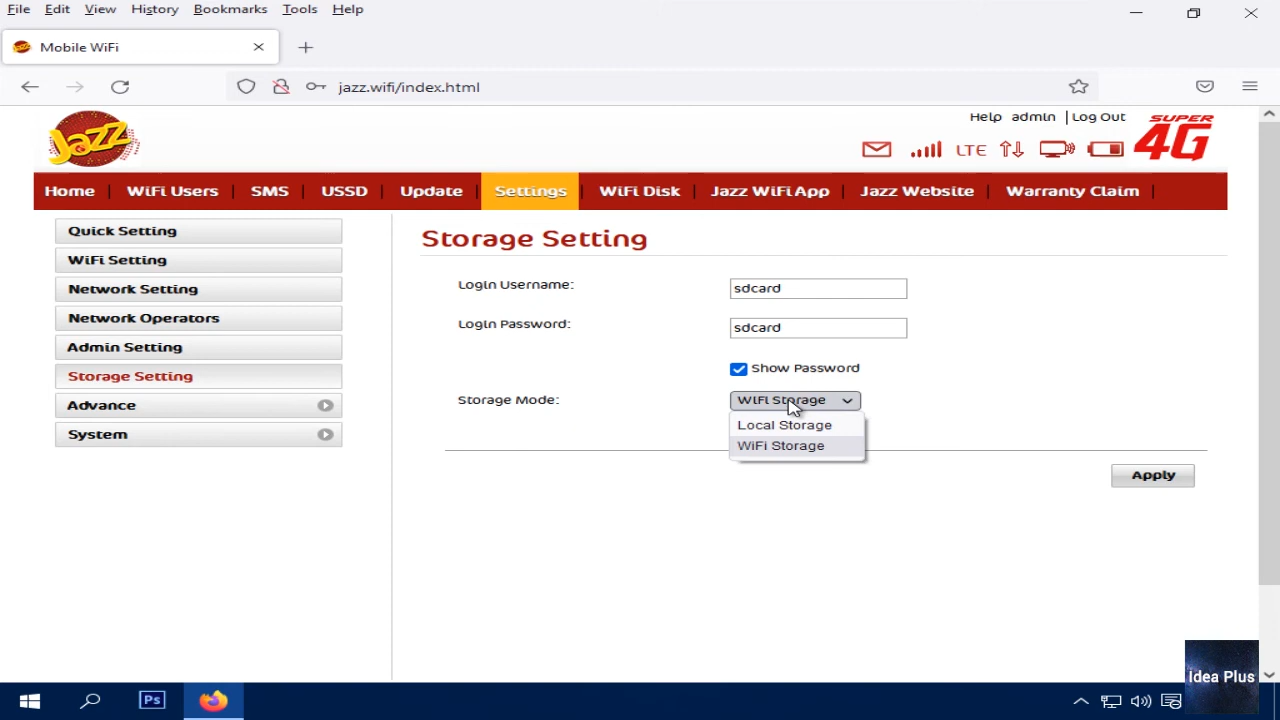 File Edit View History Bookmarks Tools Help
Mobile WiFi
jazz.wifi/index.html
Jazz
Help admin | Log Out
SUPER
4G
LTE
Home WiFi Users SMS USSD Update Settings WiFi Disk Jazz WiFi App Jazz Website Warranty Claim
Quick Setting
WiFi Setting
Network Setting
Network Operators
Admin Setting
Storage Setting
Advance
System
Storage Setting
Login Username: sdcard
Login Password: sdcard
Show Password
Storage Mode: WiFi Storage
Local Storage
WiFi Storage
Apply
Ps
Idea Plus